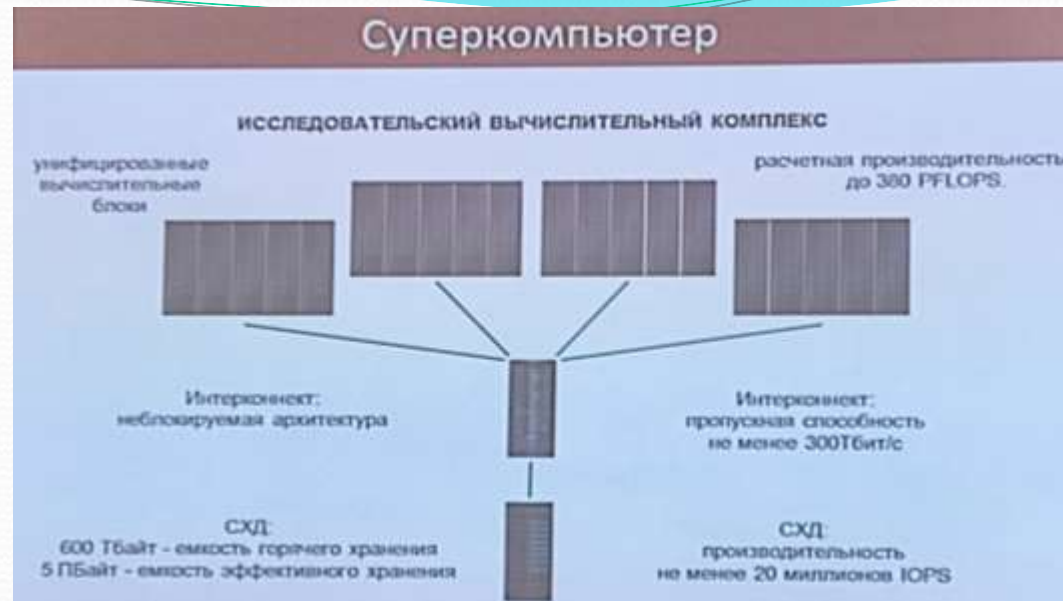 Суперкомпьютер
ИССЛЕДОВАТЕЛЬСКИЙ ВЫЧИСЛИТЕЛЬНЫЙ КОМПЛЕКС
унифицированные
вычислительные
блоки
расчетная производительность
до 380 PFLOPS.
Интерконнект:
неблокируемая архитектура
Интерконнект:
пропускная способность
не менее 300Тбит/с
СХД:
600 Тбайт - емкость горячего хранения
5 ПБайт - емкость эффективного хранения
СХД:
производительность
не менее 20 миллионов IOPS